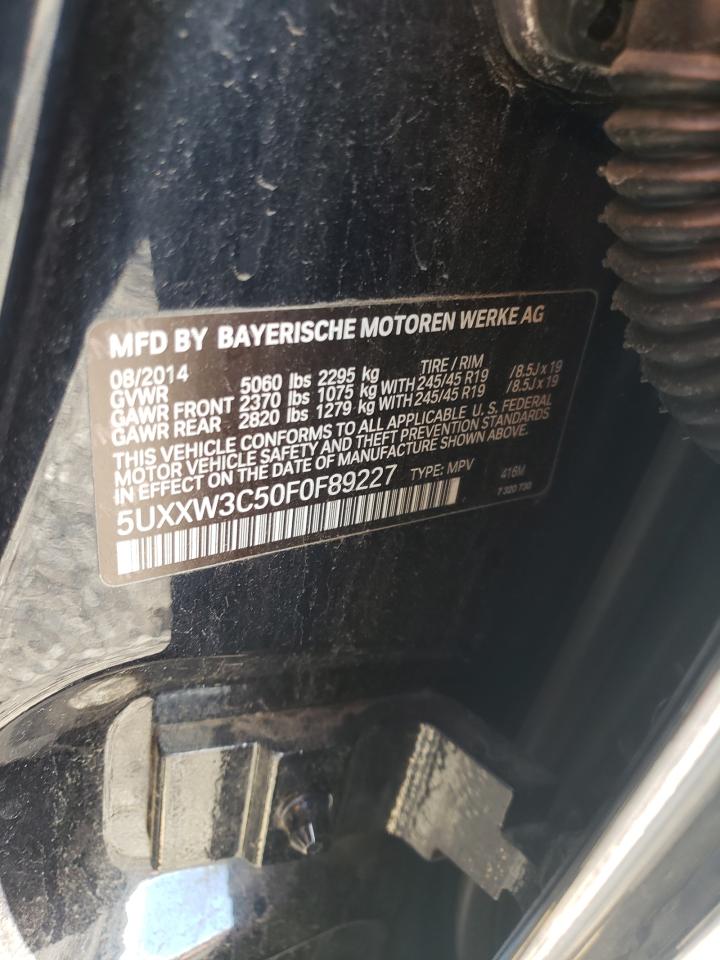 MFD BY BAYERISCHE MOTOREN WERKE AG
08/2014 TIRE / RIM
GVWR 5060 lbs 2295 kg
GAWR FRONT 2370 lbs 1075 kg WITH 245/45 R19 /8.5J x 19
GAWR REAR 2820 lbs 1279 kg WITH 245/45 R19 /8.5J x 19
THIS VEHICLE CONFORMS TO ALL APPLICABLE U.S. FEDERAL
MOTOR VEHICLE SAFETY AND THEFT PREVENTION STANDARDS
IN EFFECT ON THE DATE OF MANUFACTURE SHOWN ABOVE.
5UXXW3C50F0F89227 TYPE: MPV 416M
7 320 730